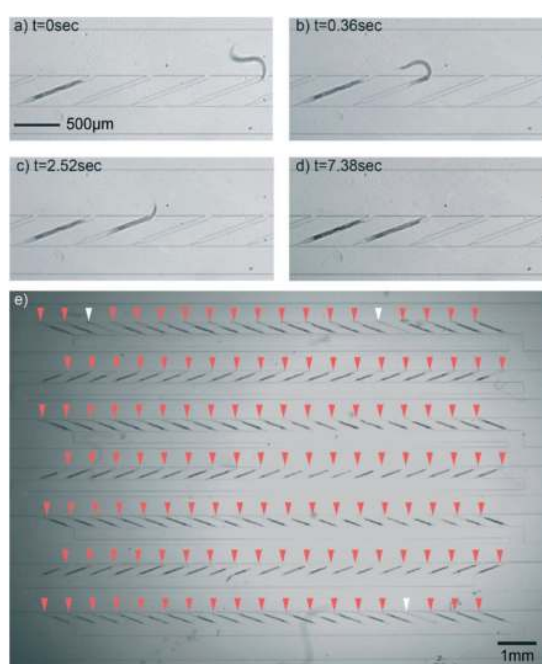 a) t=0sec
b) t=0.36sec
500µm
c) t=2.52sec
d) t=7.38sec
e)
1mm